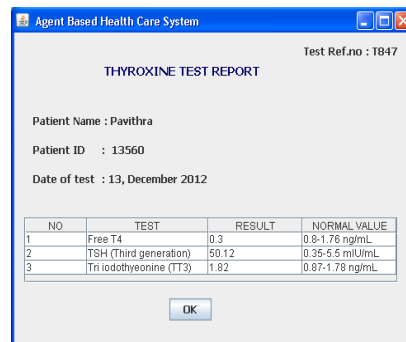 Agent Based Health Care System
Test Ref.no : T847
THYROXINE TEST REPORT
Patient Name : Pavithra
Patient ID : 13560
Date of test : 13, December 2012
NO TEST RESULT NORMAL VALUE
1 Free T4 0.3 0.8-1.76 ng/mL
2 TSH (Third generation) 50.12 0.35-5.5 mIU/mL
3 Tri iodothyeonine (TT3) 1.82 0.87-1.78 ng/mL
OK